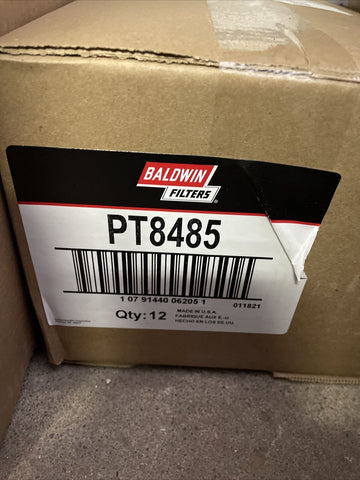 BALDWIN
FILTERS
PT8485
1 07 91440 06205 1
011821
Qty:12
MADE IN U.S.A.
FABRIQUE AUX E-U
HECHO EN LOS EE.UU.